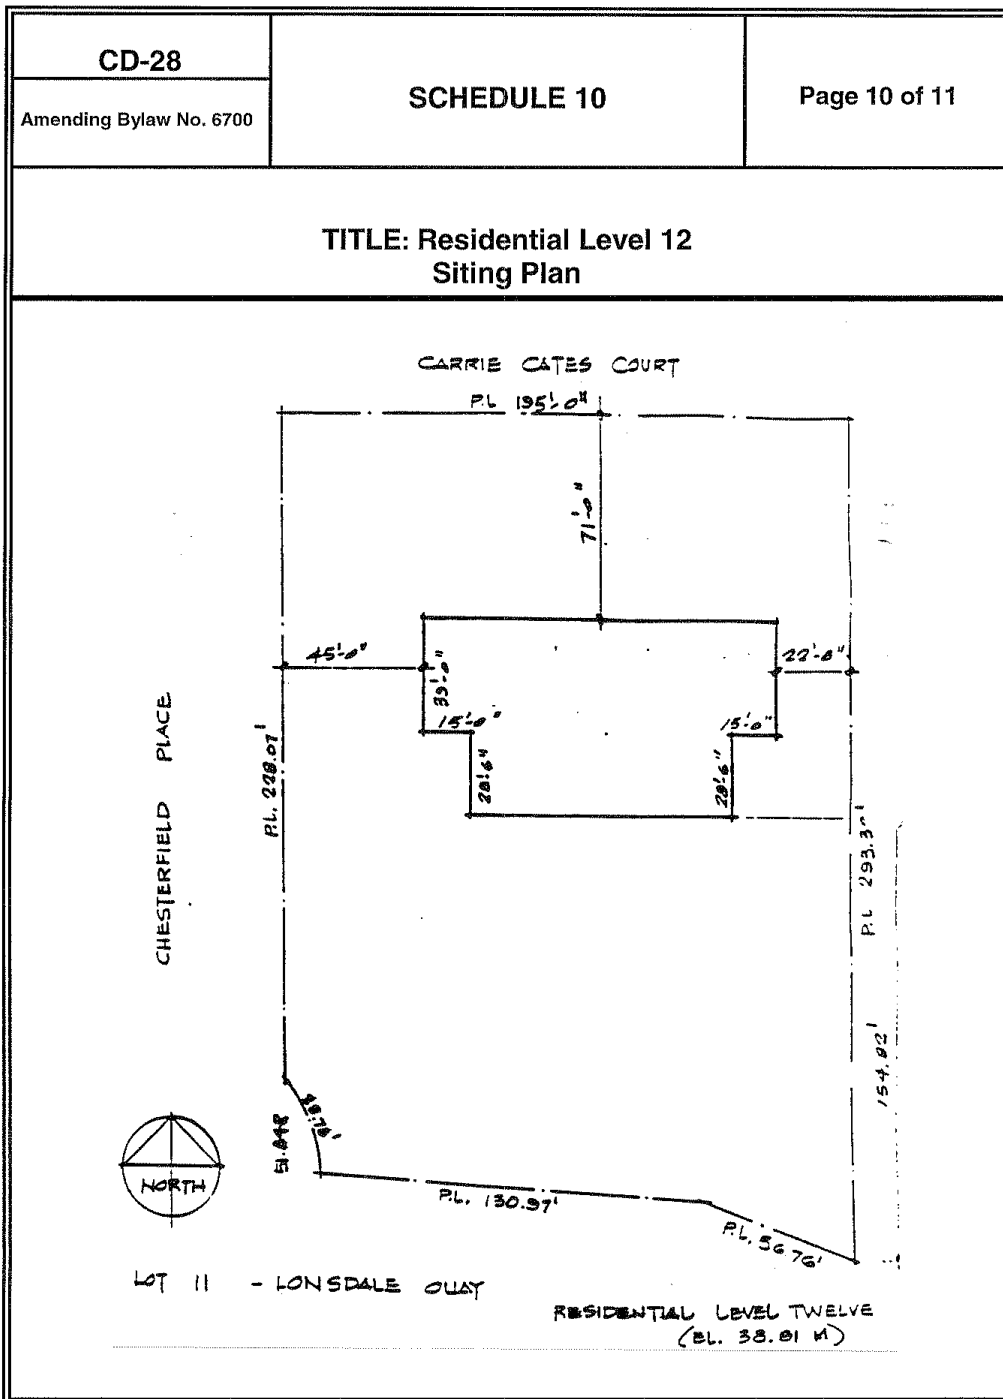 CD-28
Amending Bylaw No. 6700
SCHEDULE 10
Page 10 of 11
TITLE: Residential Level 12
Siting Plan
CARRIE CATES COURT
P.L 195'-0"
71'-0"
45'-0"
22'-0"
39'-0"
15'-0"
15'-0"
28'-6"
28'-6"
CHESTERFIELD PLACE
P.L. 228.07'
P.L 293.3
154.82'
P.L. 130.97'
P.L. 56.76'
NORTH
LOT 11 - LONSDALE QUAY
RESIDENTIAL LEVEL TWELVE
(EL. 38.81 M)